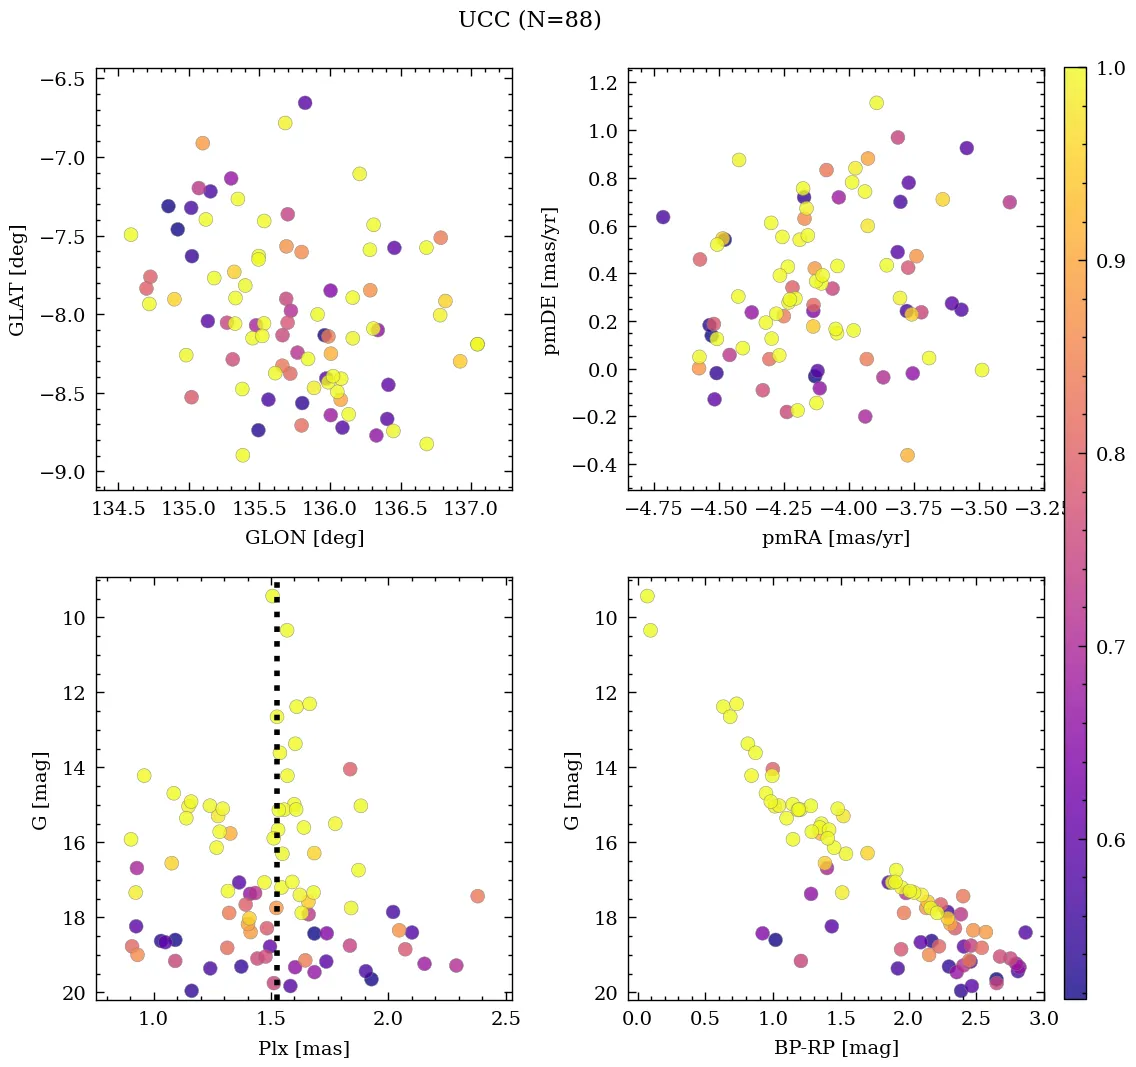 UCC (N=88)
−6.5
−7.0
−7.5
−8.0
−8.5
−9.0
GLAT [deg]
134.5 135.0 135.5 136.0 136.5 137.0
GLON [deg]
1.2
1.0
0.8
0.6
0.4
0.2
0.0
−0.2
−0.4
pmDE [mas/yr]
−4.75 −4.50 −4.25 −4.00 −3.75 −3.50 −3.25
pmRA [mas/yr]
10
12
14
16
18
20
G [mag]
1.0 1.5 2.0 2.5
Plx [mas]
10
12
14
16
18
20
G [mag]
0.0 0.5 1.0 1.5 2.0 2.5 3.0
BP-RP [mag]
1.0
0.9
0.8
0.7
0.6